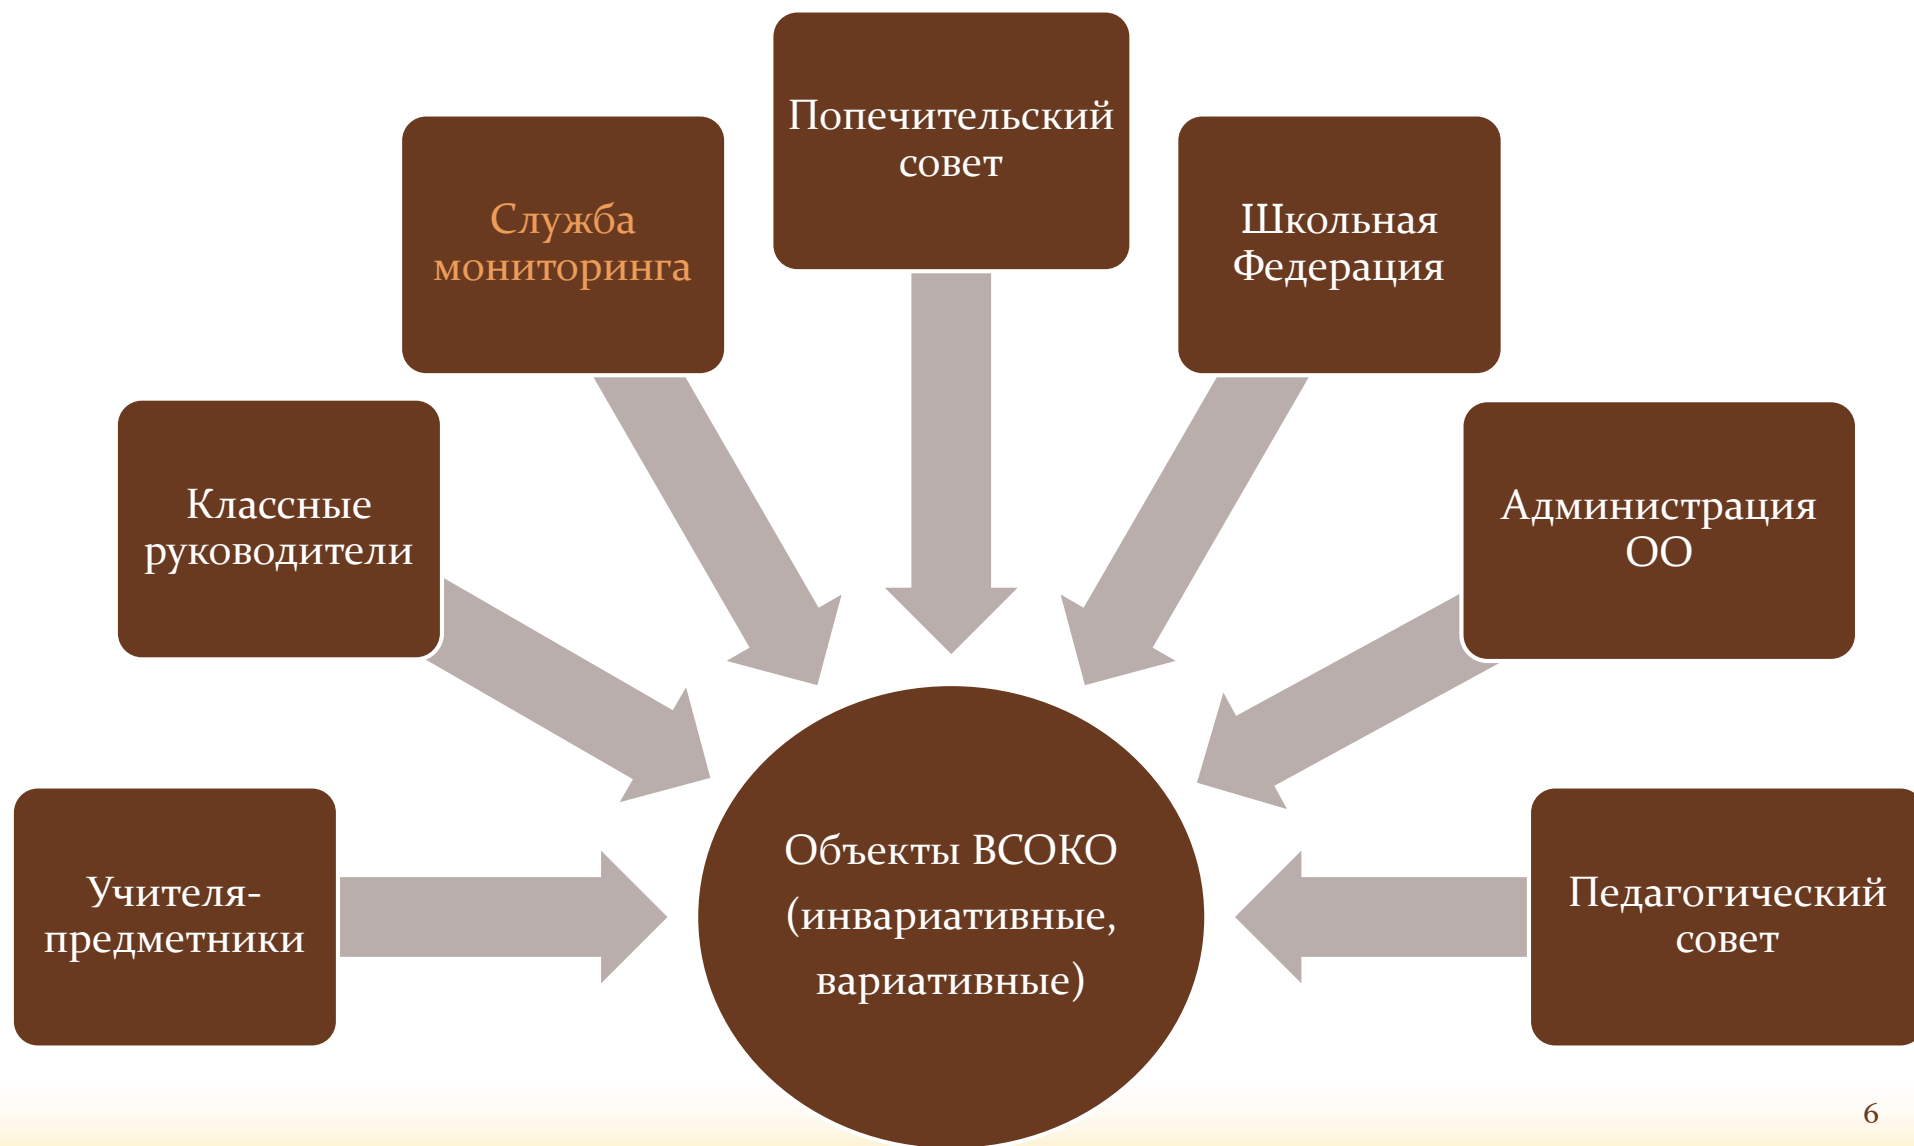 Попечительский
совет
Служба
мониторинга
Школьная
Федерация
Классные
руководители
Администрация
ОО
Учителя-
предметники
Объекты ВСОКО
(инвариативные,
вариативные)
Педагогический
совет
6